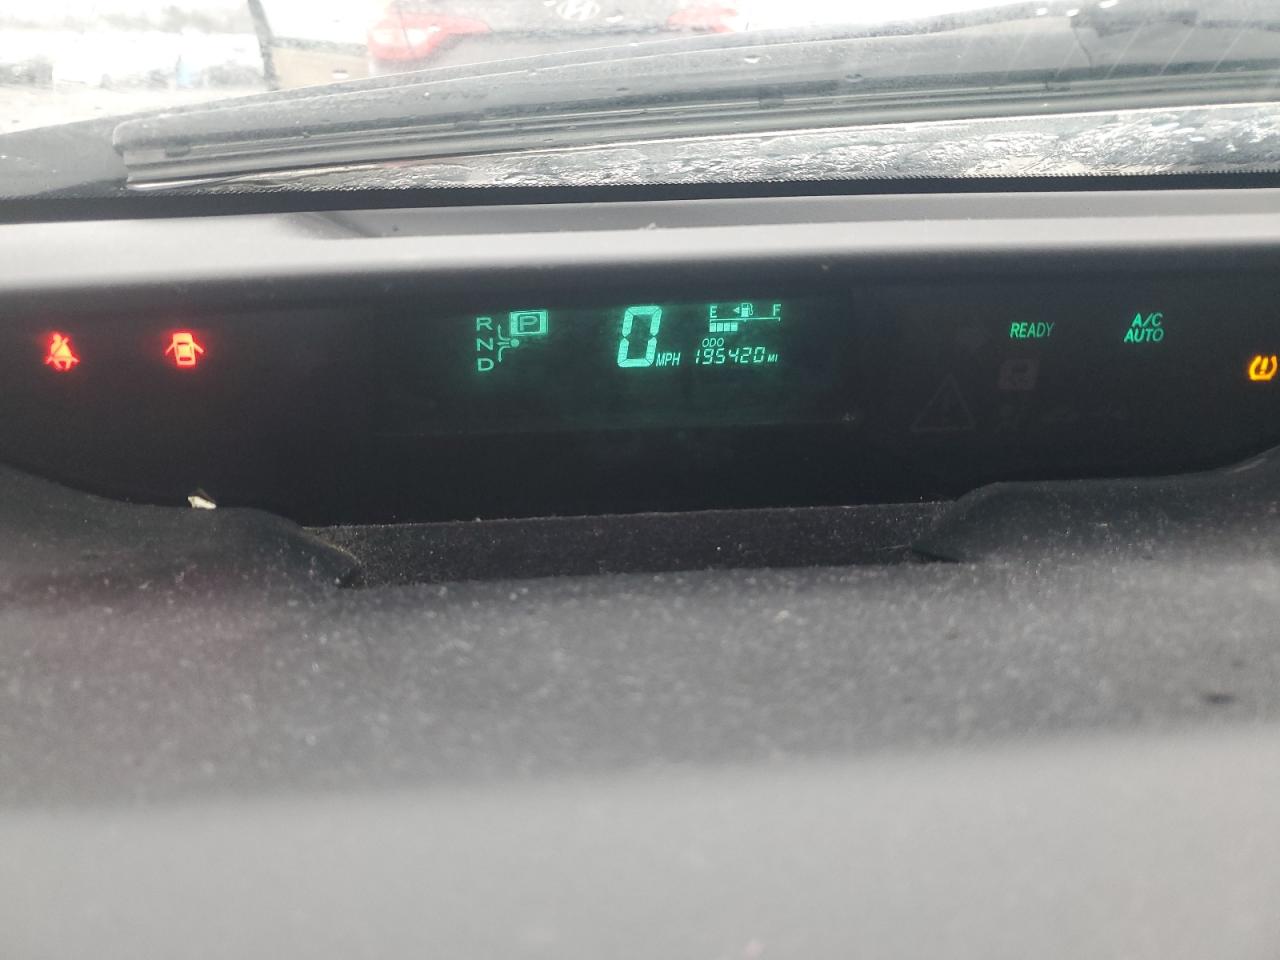 R P
N
D
0 MPH
E F
ODO
195420 MI
READY
A/C
AUTO